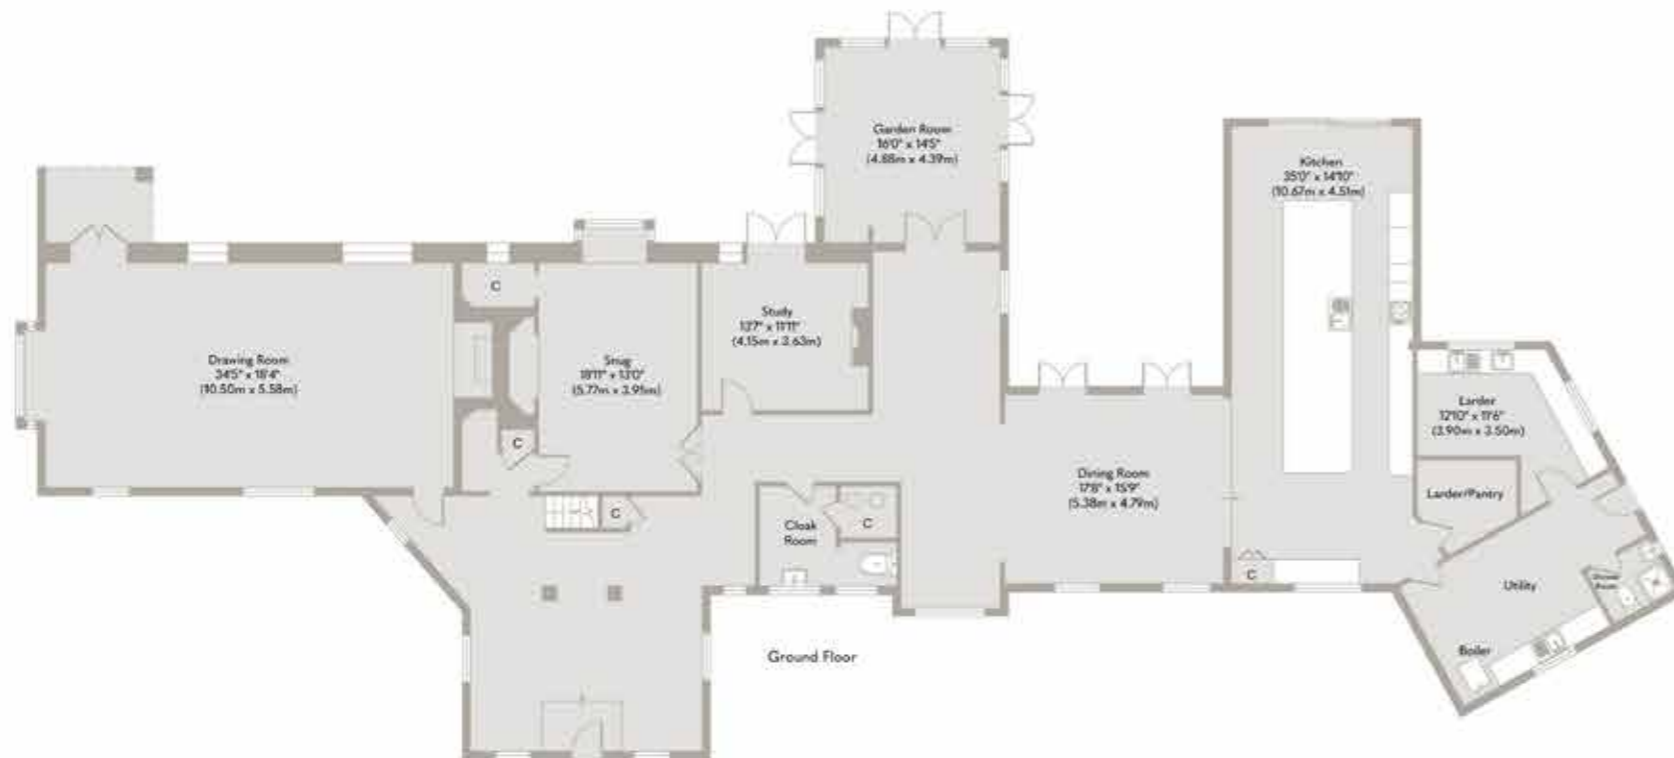 Garden Room
16'0" x 14'5"
(4.88m x 4.39m)
Kitchen
35'0" x 14'10"
(10.67m x 4.51m)
C
Study
13'7" x 11'11"
(4.15m x 3.63m)
Drawing Room
34'5" x 18'4"
(10.50m x 5.58m)
Snug
18'11" x 13'0"
(5.77m x 3.95m)
Larder
12'10" x 11'6"
(3.90m x 3.50m)
C
Dining Room
17'8" x 15'9"
(5.38m x 4.79m)
Larder/Pantry
C
Cloak
Room
C
C
Utility
Shower
Room
Boiler
Ground Floor